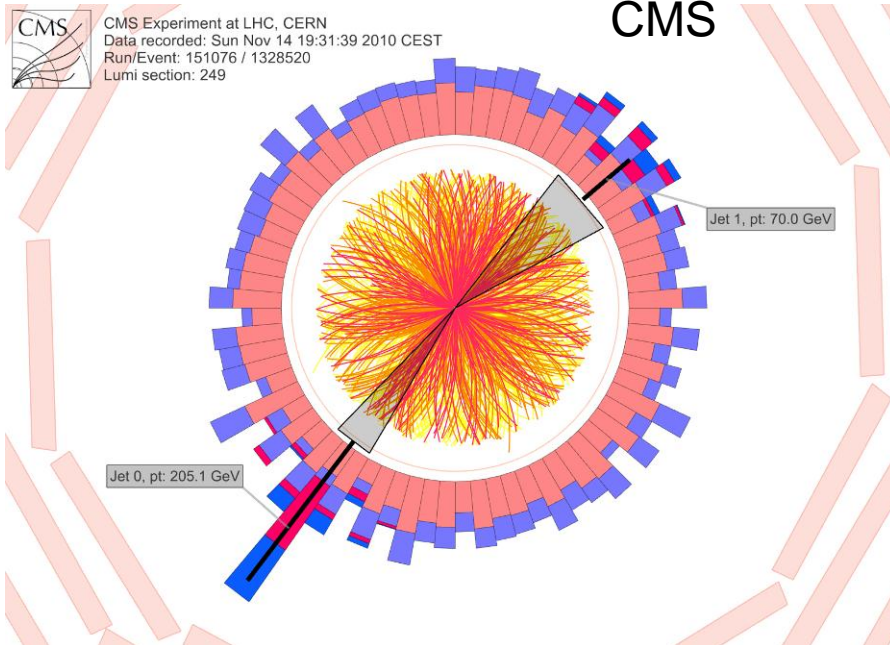 CMS
CMS
CMS Experiment at LHC, CERN
Data recorded: Sun Nov 14 19:31:39 2010 CEST
Run/Event: 151076 / 1328520
Lumi section: 249
Jet 1, pt: 70.0 GeV
Jet 0, pt: 205.1 GeV